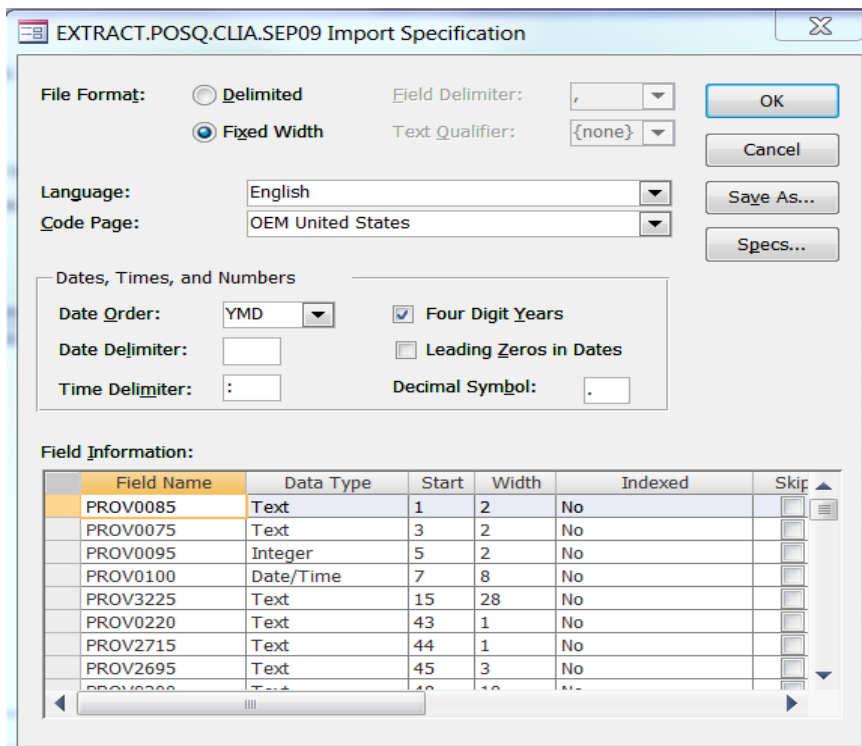 EXTRACT.POSQ.CLIA.SEP09 Import Specification
File Format: Delimited Field Delimiter: , OK
Fixed Width Text Qualifier: {none} Cancel
Language: English Save As...
Code Page: OEM United States Specs...
Dates, Times, and Numbers
Date Order: YMD Four Digit Years
Date Delimiter: Leading Zeros in Dates
Time Delimiter: : Decimal Symbol: .
Field Information:
Field Name Data Type Start Width Indexed Skip
PROV0085 Text 1 2 No
PROV0075 Text 3 2 No
PROV0095 Integer 5 2 No
PROV0100 Date/Time 7 8 No
PROV3225 Text 15 28 No
PROV0220 Text 43 1 No
PROV2715 Text 44 1 No
PROV2695 Text 45 3 No